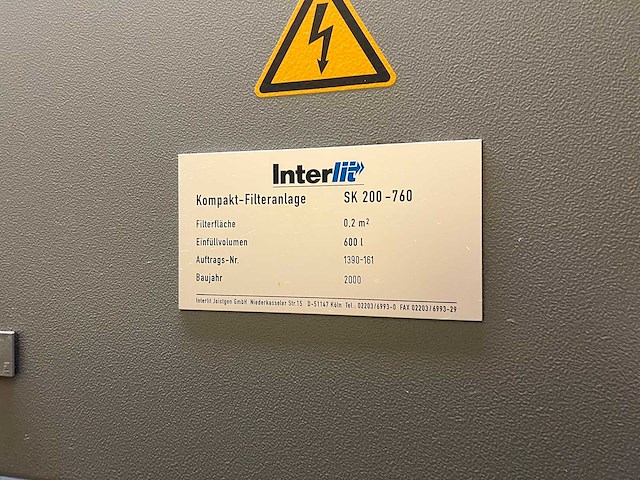 Interlit
Kompakt-Filteranlage SK 200-760
Filterfläche 0,2 m²
Einfüllvolumen 600 l
Auftrags-Nr. 1390-161
Baujahr 2000
Interlit Joistgen GmbH Niederkasseler Str.15 D-51147 Köln Tel.: 02203/6993-0 FAX 02203/6993-29